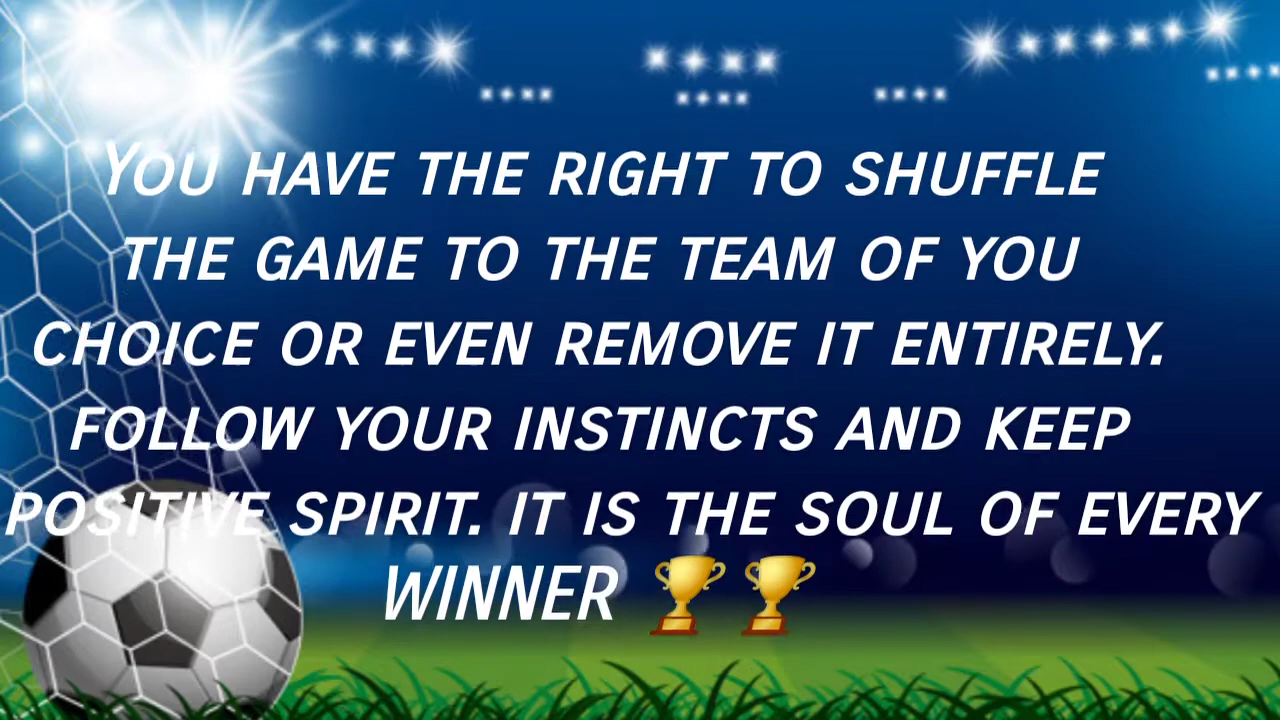 YOU HAVE THE RIGHT TO SHUFFLE
THE GAME TO THE TEAM OF YOU
CHOICE OR EVEN REMOVE IT ENTIRELY.
FOLLOW YOUR INSTINCTS AND KEEP
POSITIVE SPIRIT. IT IS THE SOUL OF EVERY
WINNER 🏆🏆